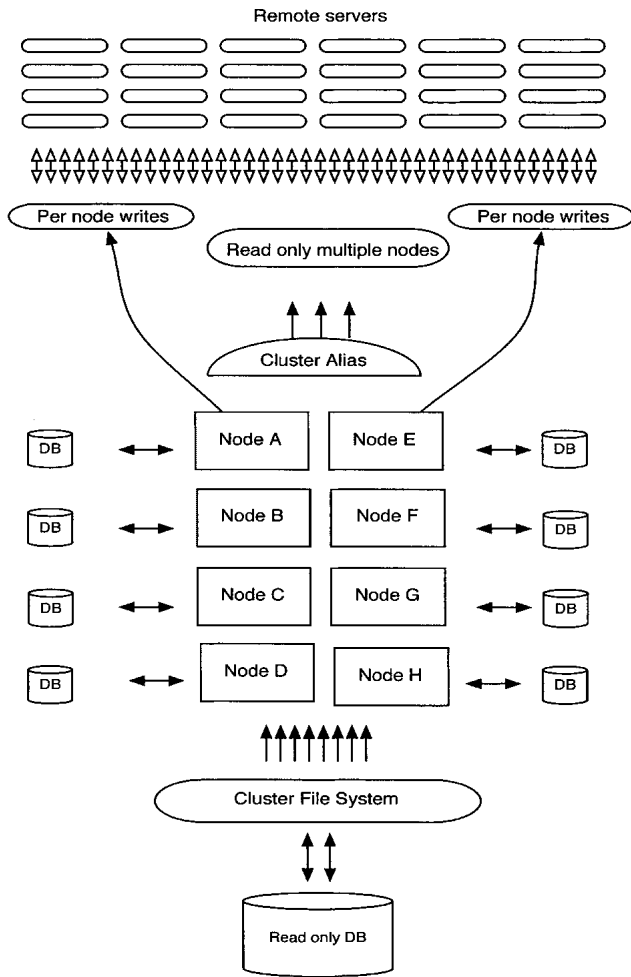 Remote servers
Per node writes
Per node writes
Read only multiple nodes
Cluster Alias
DB
Node A
Node E
DB
DB
Node B
Node F
DB
DB
Node C
Node G
DB
DB
Node D
Node H
DB
Cluster File System
Read only DB